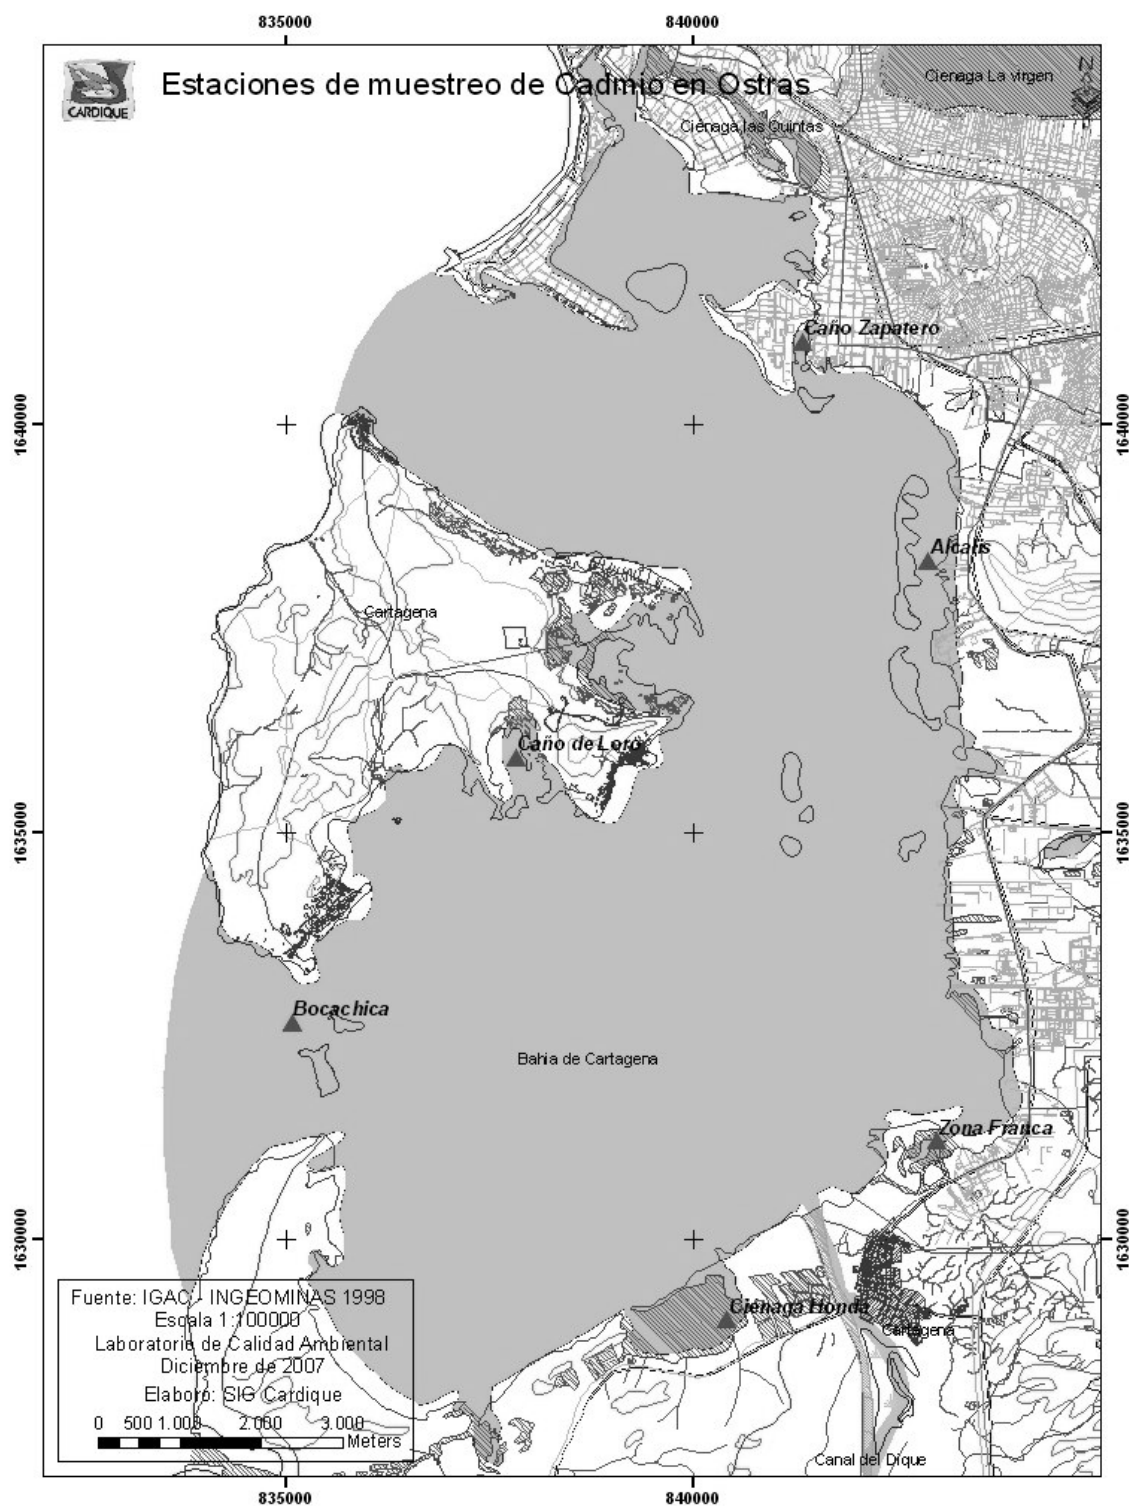 835000
840000
CARDIQUE
Estaciones de muestreo de Cadmio en Ostras
Cienaga La virgen
N
Ciénaga las Quintas
Caño Zapatero
1640000
1640000
Alcalis
Cartagena
Caño de Loro
1635000
1635000
Bocachica
Bahia de Cartagena
Zona Franca
1630000
1630000
Ciénaga Honda
Cartagena
Fuente: IGAC - INGEOMINAS 1998
Escala 1:100000
Laboratorio de Calidad Ambiental
Diciembre de 2007
Elaboró: SIG Cardique
0 500 1.000 2.000 3.000
Meters
Canal del Dique
835000
840000